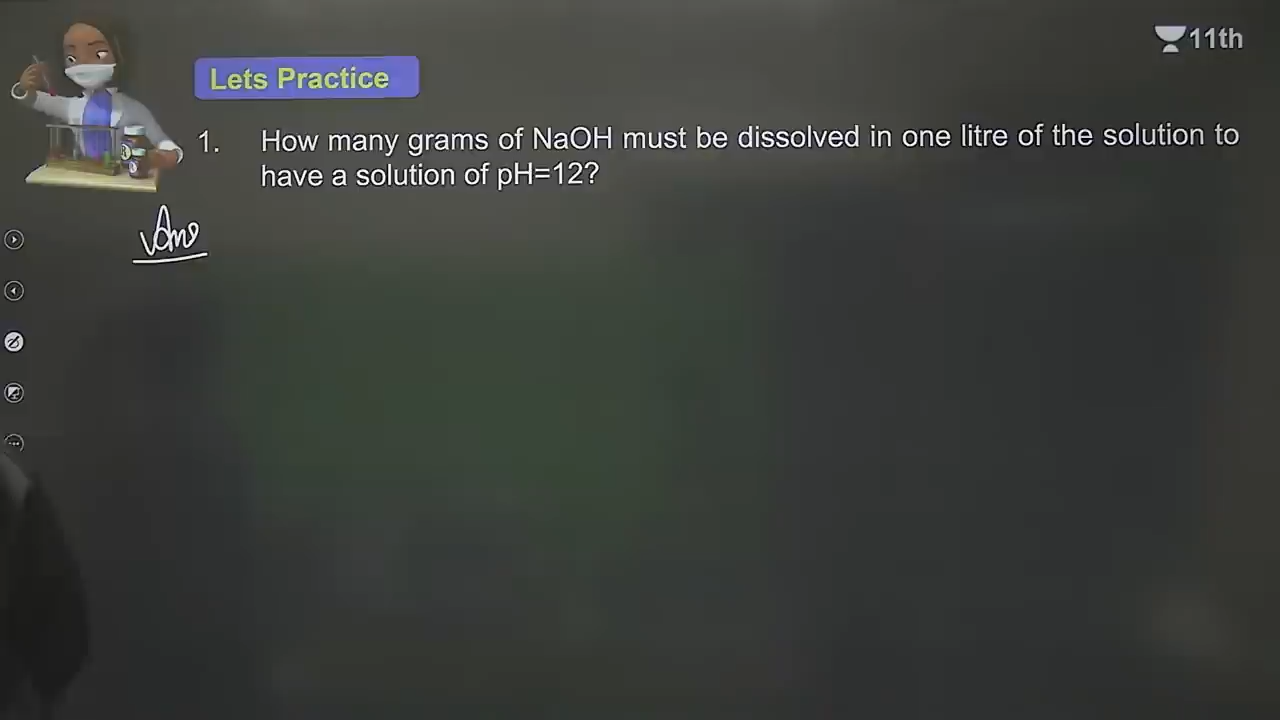 11th
Lets Practice
1. How many grams of NaOH must be dissolved in one litre of the solution to
have a solution of pH=12?
Ans